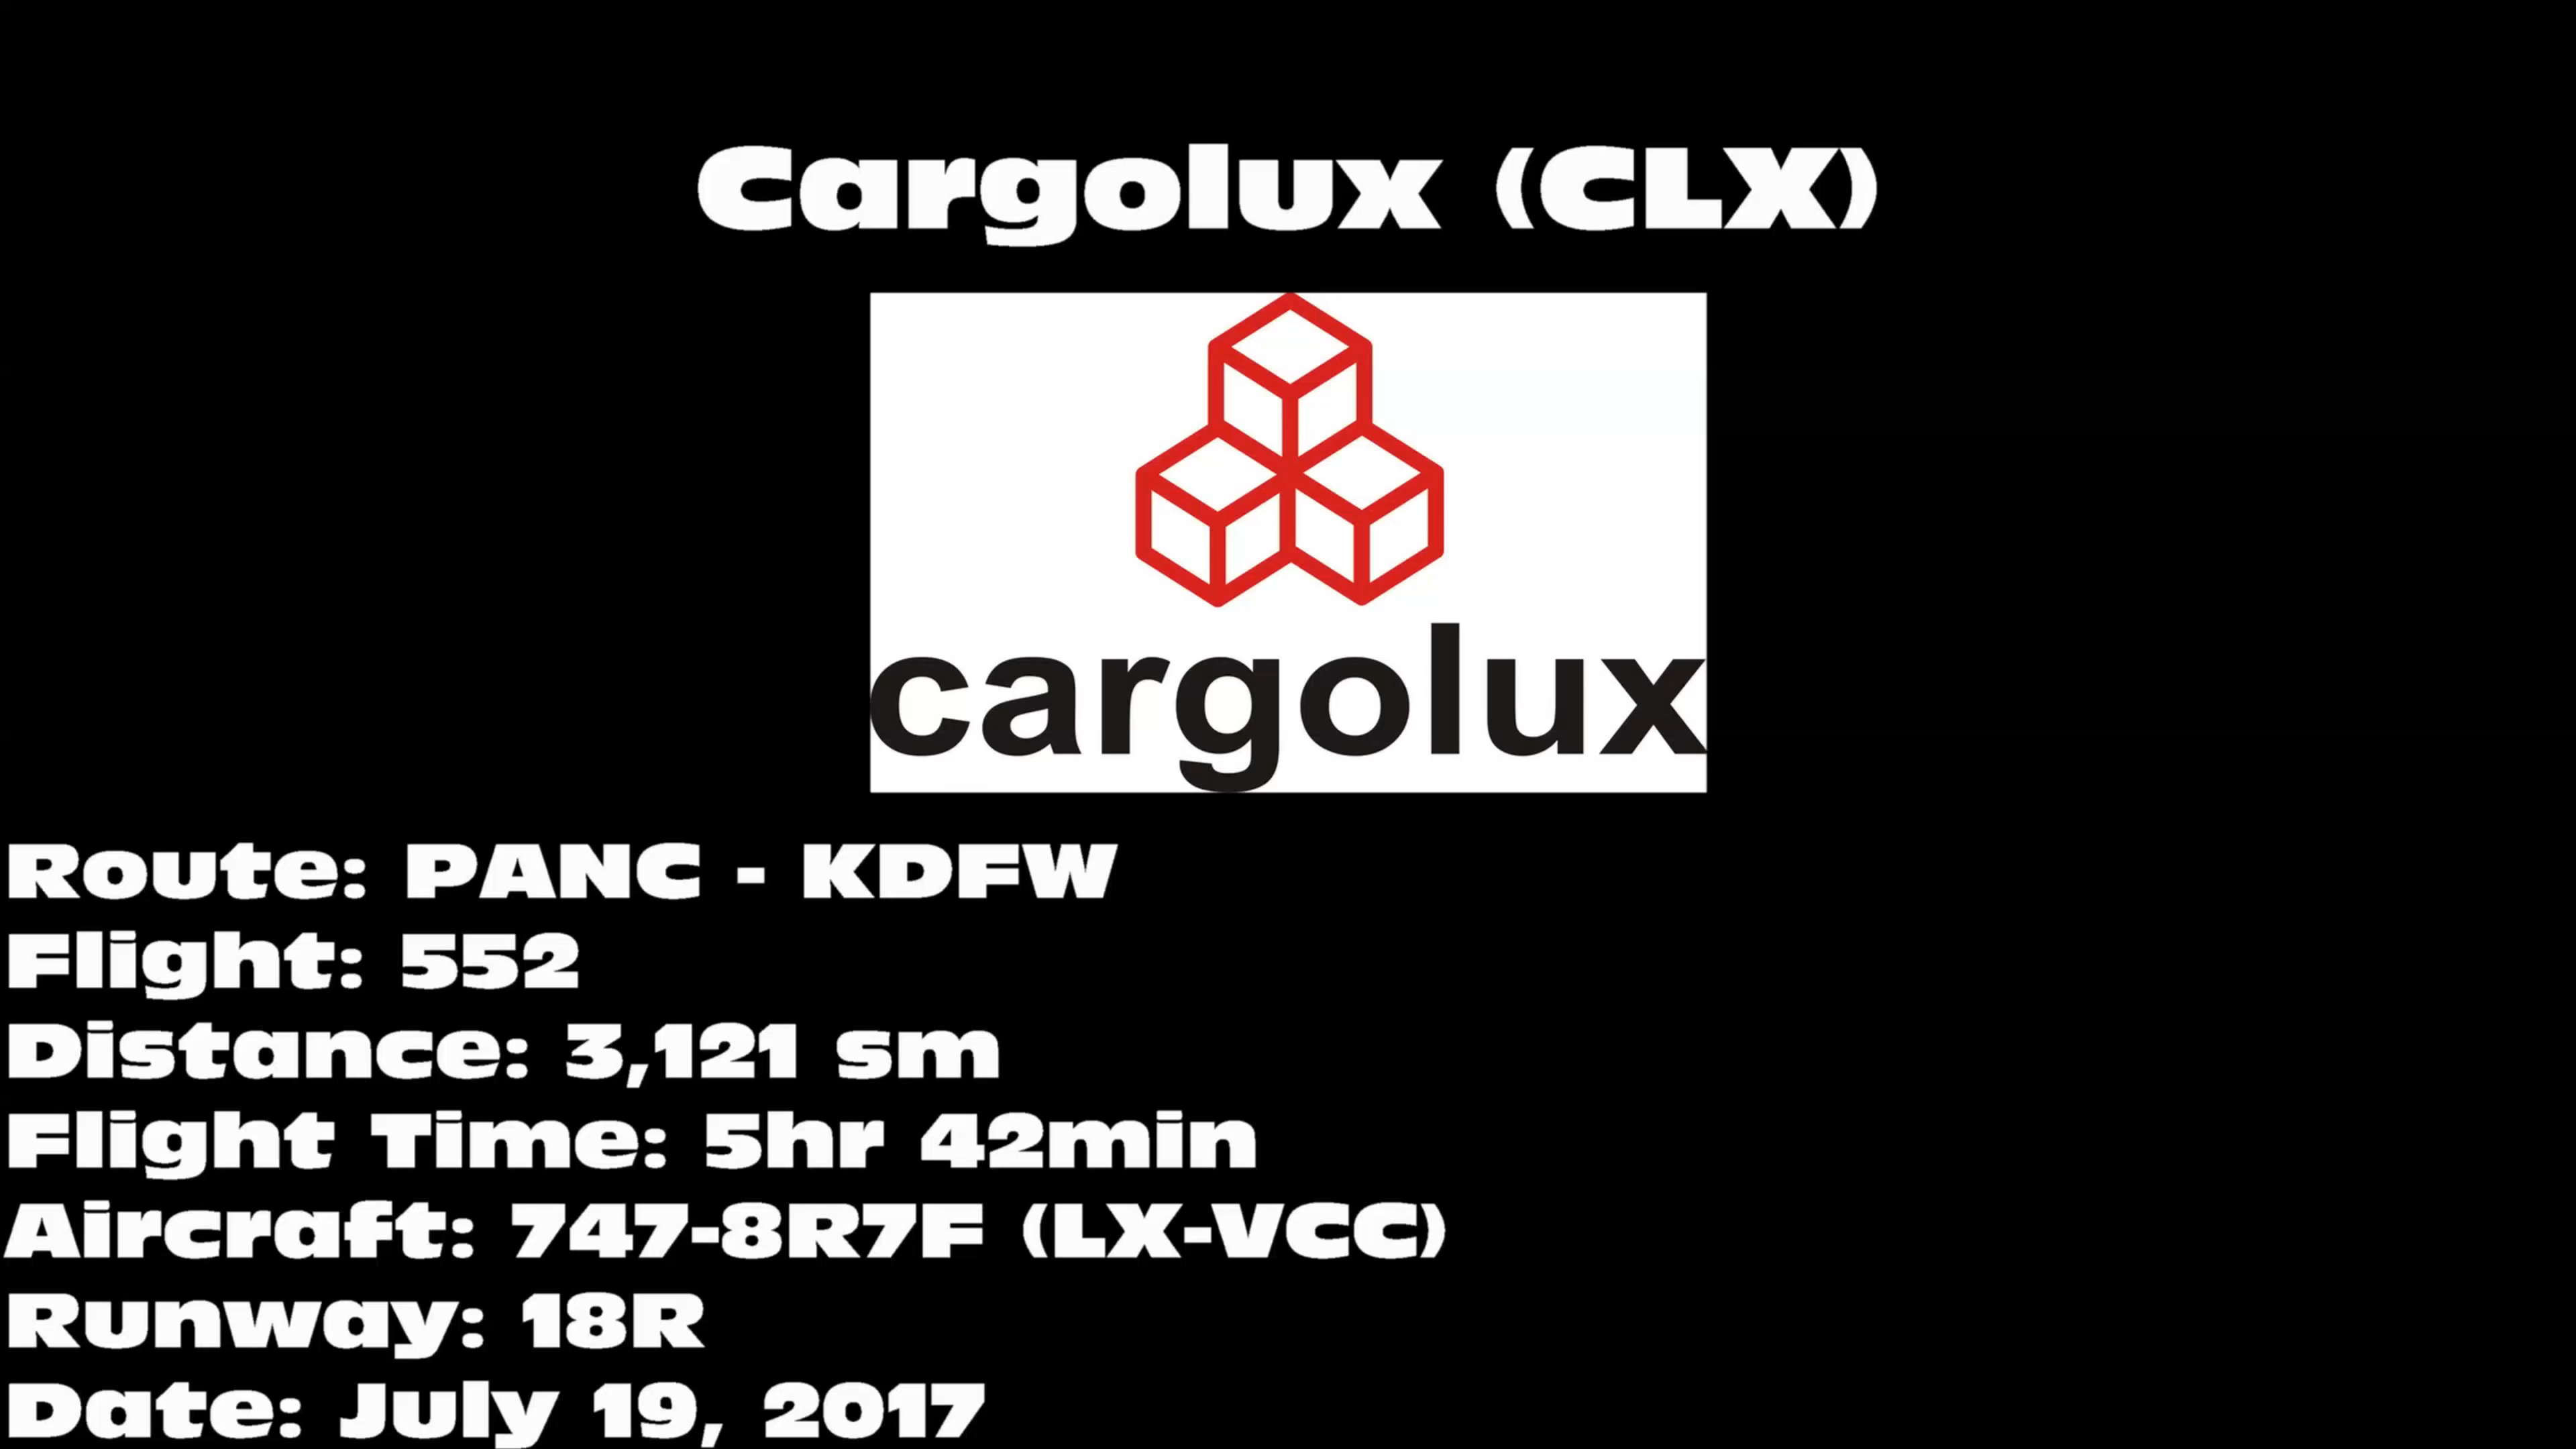 Cargolux (CLX)
cargolux
Route: PANC - KDFW
Flight: 552
Distance: 3,121 sm
Flight Time: 5hr 42min
Aircraft: 747-8R7F (LX-VCC)
Runway: 18R
Date: July 19, 2017